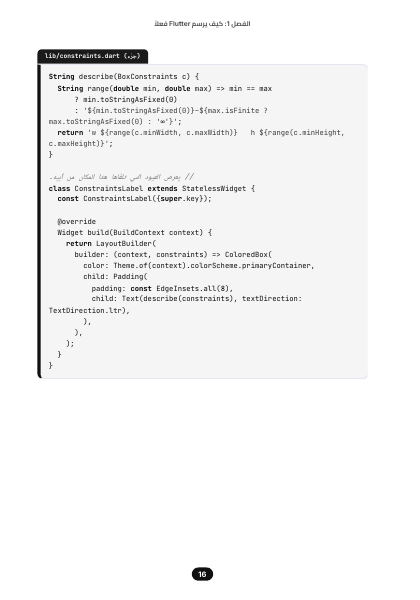 الفصل 1: كيف يرسم Flutter فعلاً
lib/constraints.dart (جزء)
String describe(BoxConstraints c) {
  String range(double min, double max) => min == max
      ? min.toStringAsFixed(0)
      : '${min.toStringAsFixed(0)}–${max.isFinite ?
max.toStringAsFixed(0) : '∞'}';
  return 'w ${range(c.minWidth, c.maxWidth)}   h ${range(c.minHeight,
c.maxHeight)}';
}
// يعرض القيود التي تلقاها هذا المكان من أبيه.
class ConstraintsLabel extends StatelessWidget {
  const ConstraintsLabel({super.key});
  @override
  Widget build(BuildContext context) {
    return LayoutBuilder(
      builder: (context, constraints) => ColoredBox(
        color: Theme.of(context).colorScheme.primaryContainer,
        child: Padding(
          padding: const EdgeInsets.all(8),
          child: Text(describe(constraints), textDirection:
TextDirection.ltr),
        ),
      ),
    );
  }
}
16